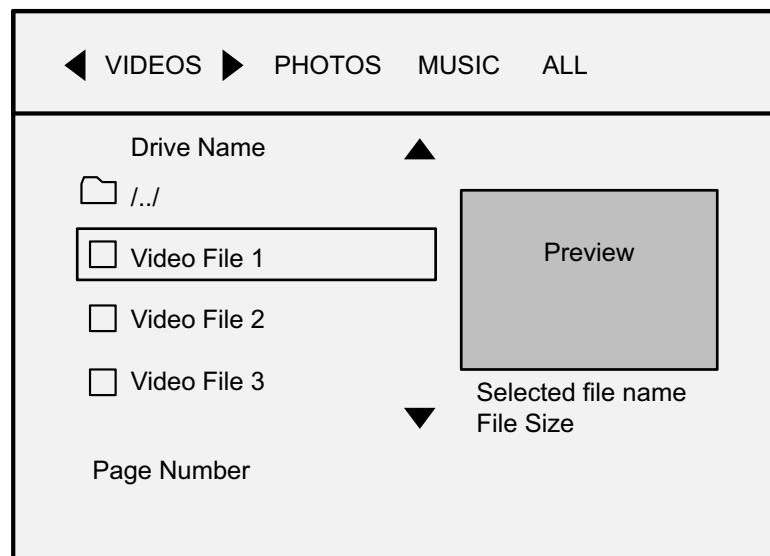 VIDEOS PHOTOS MUSIC ALL
Drive Name
/../
Video File 1
Preview
Video File 2
Video File 3
Selected file name
File Size
Page Number